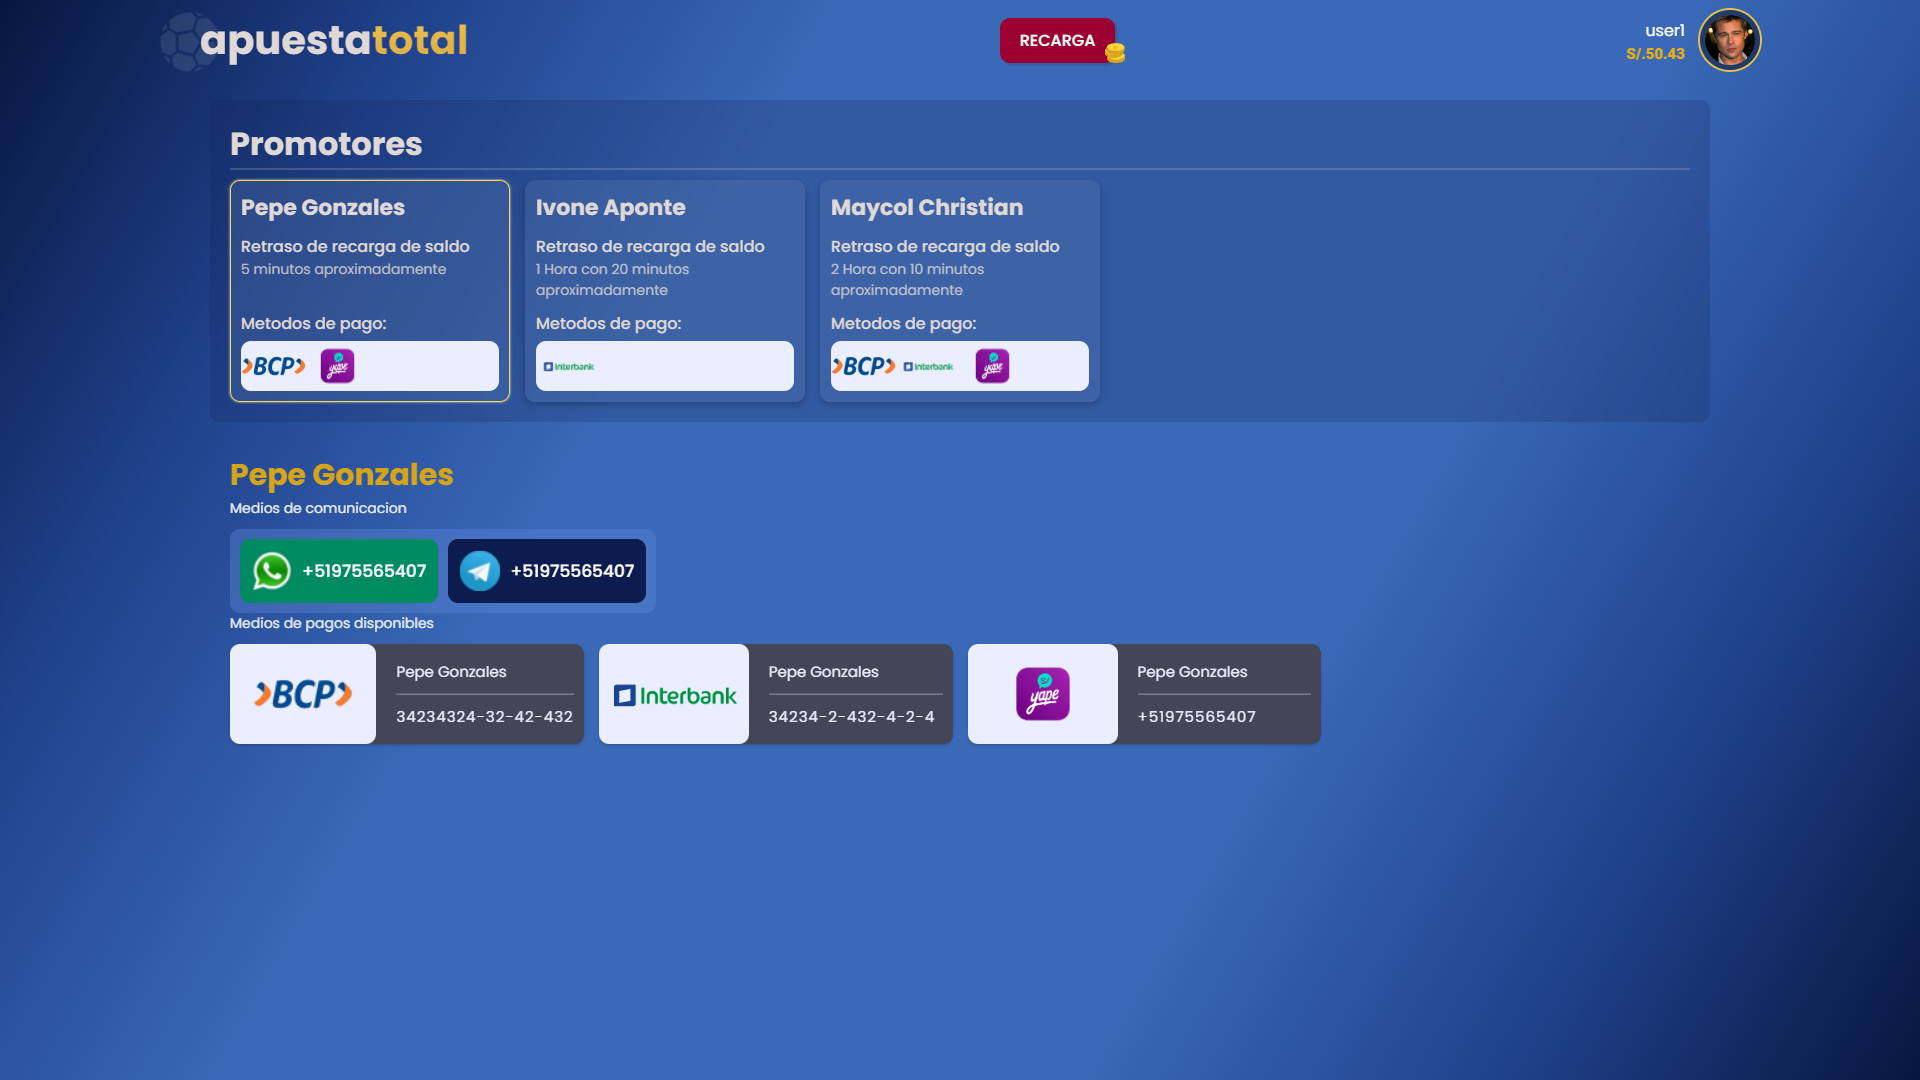 apuestatotal
RECARGA
user1
S/.50.43
Promotores
Pepe Gonzales
Retraso de recarga de saldo
5 minutos aproximadamente
Metodos de pago:
BCP yape
Ivone Aponte
Retraso de recarga de saldo
1 Hora con 20 minutos
aproximadamente
Metodos de pago:
Interbank
Maycol Christian
Retraso de recarga de saldo
2 Hora con 10 minutos
aproximadamente
Metodos de pago:
BCP Interbank yape
Pepe Gonzales
Medios de comunicacion
+51975565407
+51975565407
Medios de pagos disponibles
BCP
Pepe Gonzales
34234324-32-42-432
Interbank
Pepe Gonzales
34234-2-432-4-2-4
S/
yape
Pepe Gonzales
+51975565407